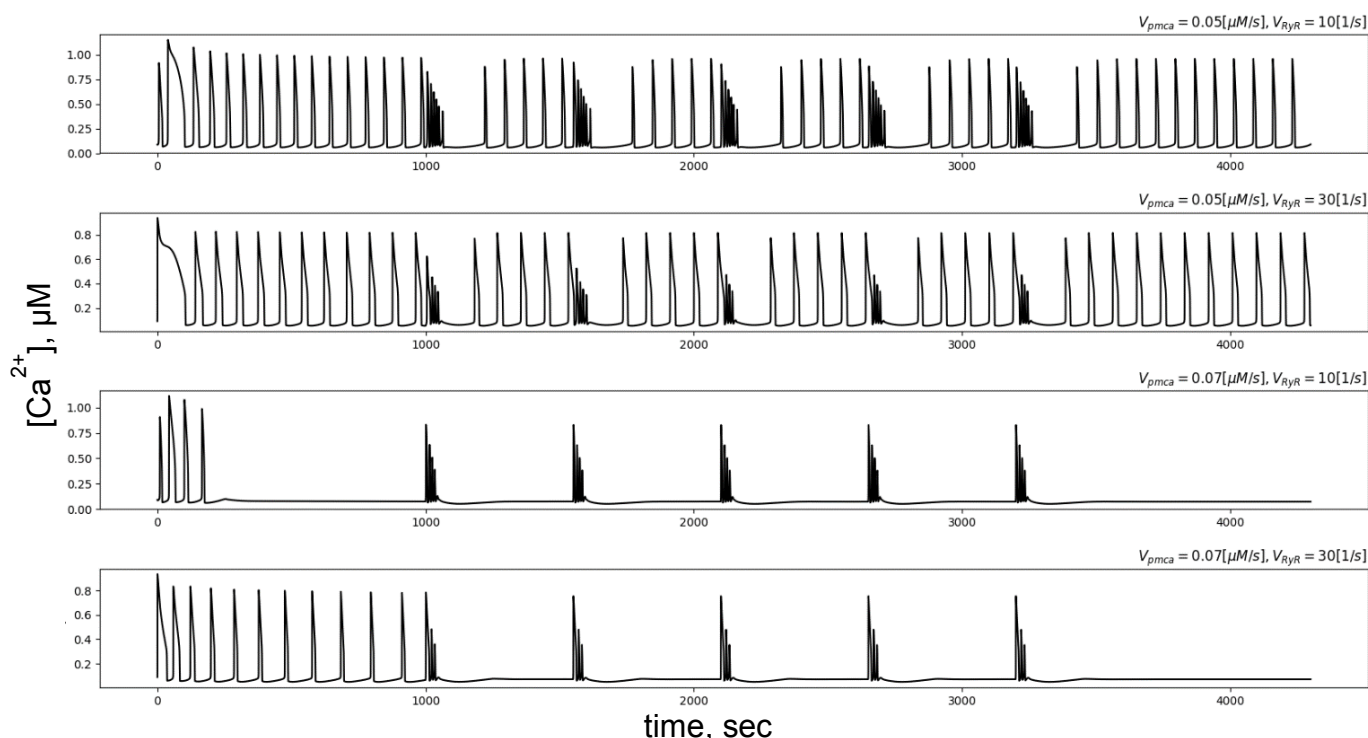 V_pmca = 0.05[μM/s], V_RyR = 10[1/s]
1.00
0.75
0.50
0.25
0.00
0 1000 2000 3000 4000
V_pmca = 0.05[μM/s], V_RyR = 30[1/s]
0.8
0.6
0.4
0.2
0 1000 2000 3000 4000
[Ca²⁺], μM
V_pmca = 0.07[μM/s], V_RyR = 10[1/s]
1.00
0.75
0.50
0.25
0.00
0 1000 2000 3000 4000
V_pmca = 0.07[μM/s], V_RyR = 30[1/s]
0.8
0.6
0.4
0.2
0 1000 2000 3000 4000
time, sec